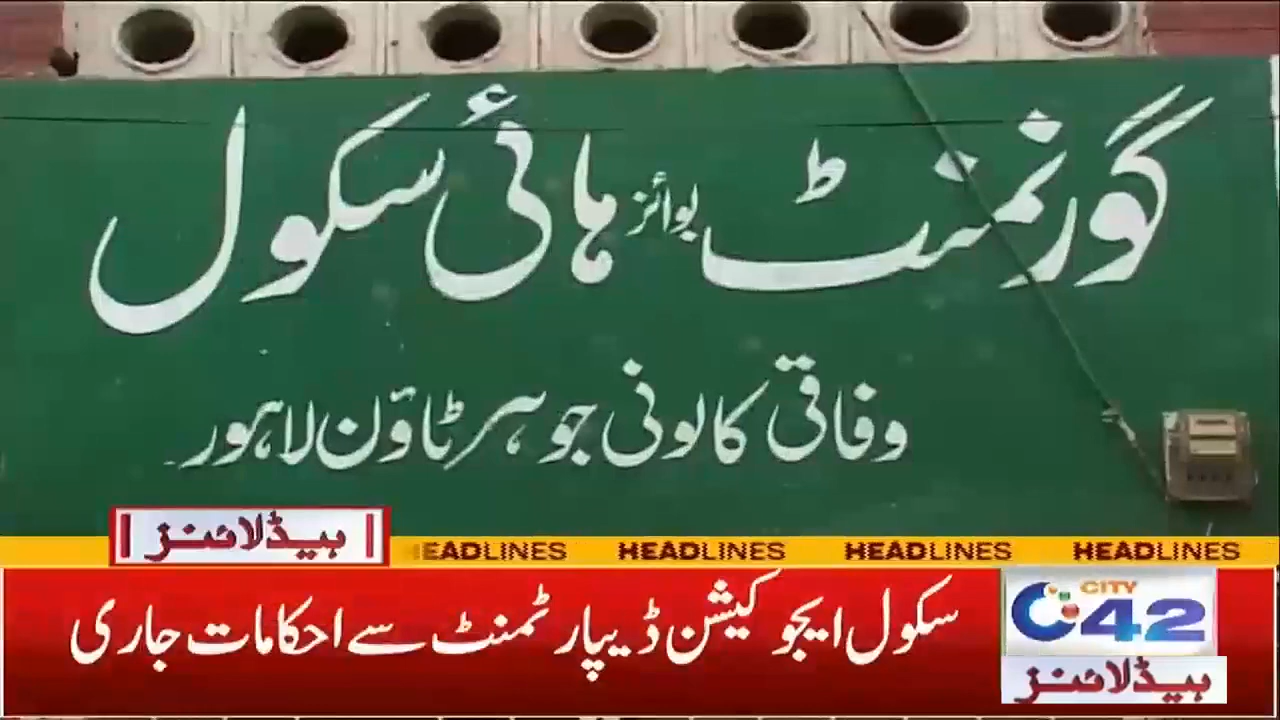 گورنمنٹ بوائز ہائی سکول
وفاقی کالونی جوہر ٹاؤن لاہور
ہیڈلائنز
HEADLINES HEADLINES HEADLINES HEADLINES
سکول ایجوکیشن ڈیپارٹمنٹ سے احکامات جاری
CITY
42
ہیڈلائنز